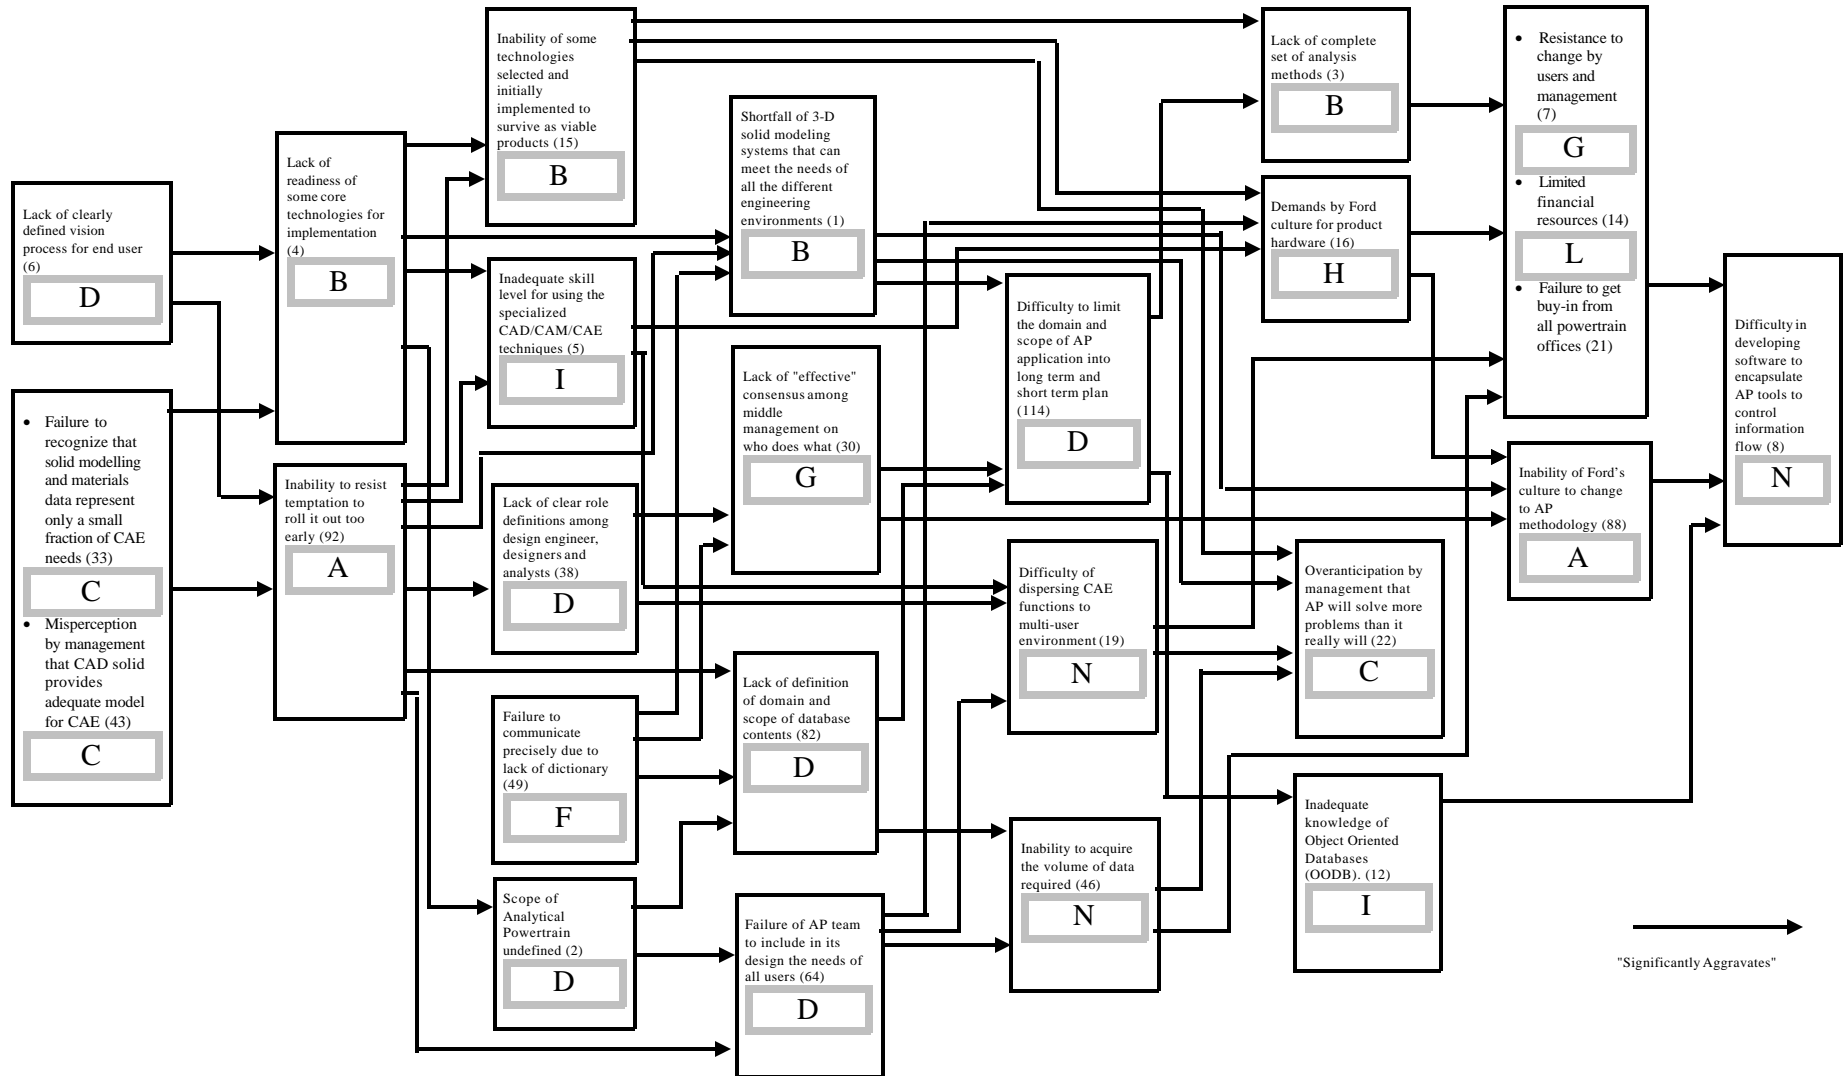 Lack of clearly
defined vision
process for end user
(6)
D
• Failure to
recognize that
solid modelling
and materials
data represent
only a small
fraction of CAE
needs (33)
C
• Misperception
by management
that CAD solid
provides
adequate model
for CAE (43)
C
Lack of
readiness of
some core
technologies for
implementation
(4)
B
Inability to resist
temptation to
roll it out too
early (92)
A
Inability of some
technologies
selected and
initially
implemented to
survive as viable
products (15)
B
Inadequate skill
level for using the
specialized
CAD/CAM/CAE
techniques (5)
I
Lack of clear role
definitions among
design engineer,
designers and
analysts (38)
D
Failure to
communicate
precisely due to
lack of dictionary
(49)
F
Scope of
Analytical
Powertrain
undefined (2)
D
Shortfall of 3-D
solid modeling
systems that can
meet the needs of
all the different
engineering
environments (1)
B
Lack of "effective"
consensus among
middle
management on
who does what (30)
G
Lack of definition
of domain and
scope of database
contents (82)
D
Failure of AP team
to include in its
design the needs of
all users (64)
D
Difficulty to limit
the domain and
scope of AP
application into
long term and
short term plan
(114)
D
Difficulty of
dispersing CAE
functions to
multi-user
environment (19)
N
Inability to acquire
the volume of data
required (46)
N
Lack of complete
set of analysis
methods (3)
B
Demands by Ford
culture for product
hardware (16)
H
Overanticipation by
management that
AP will solve more
problems than it
really will (22)
C
Inadequate
knowledge of
Object Oriented
Databases
(OODB). (12)
I
• Resistance to
change by
users and
management
(7)
G
• Limited
financial
resources (14)
L
• Failure to get
buy-in from
all powertrain
offices (21)
Inability of Ford's
culture to change
to AP
methodology (88)
A
Difficulty in
developing
software to
encapsulate
AP tools to
control
information
flow (8)
N
"Significantly Aggravates"